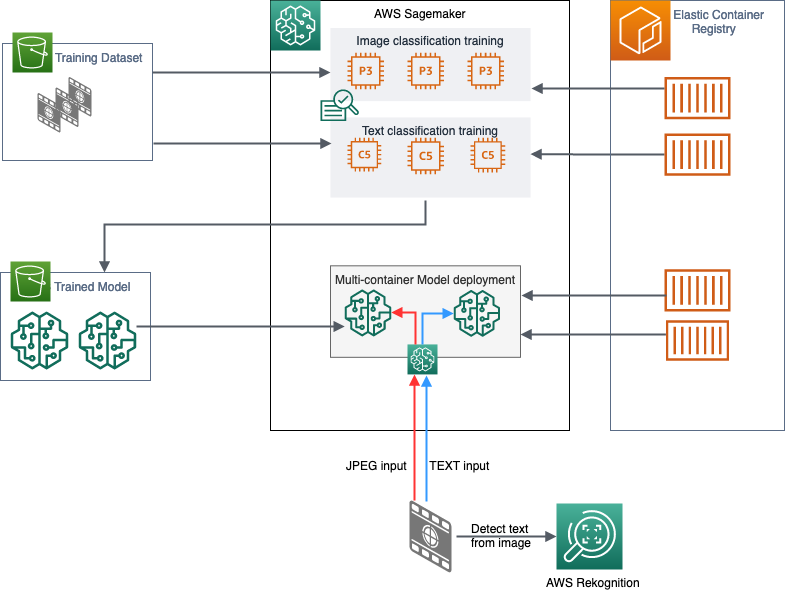 AWS Sagemaker
Elastic Container
Registry
Training Dataset
Image classification training
P3
P3
P3
Text classification training
C5
C5
C5
Trained Model
Multi-container Model deployment
JPEG input
TEXT input
Detect text
from image
AWS Rekognition